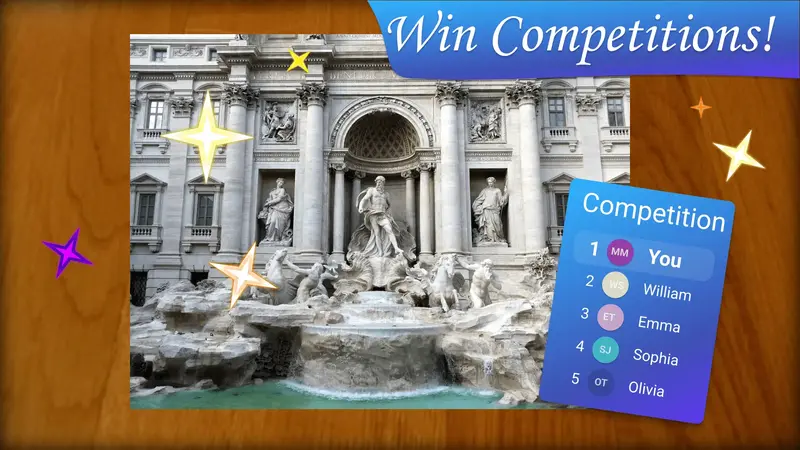 Win Competitions!
Competition
1 MM You
2 WS William
3 ET Emma
4 SJ Sophia
5 OT Olivia